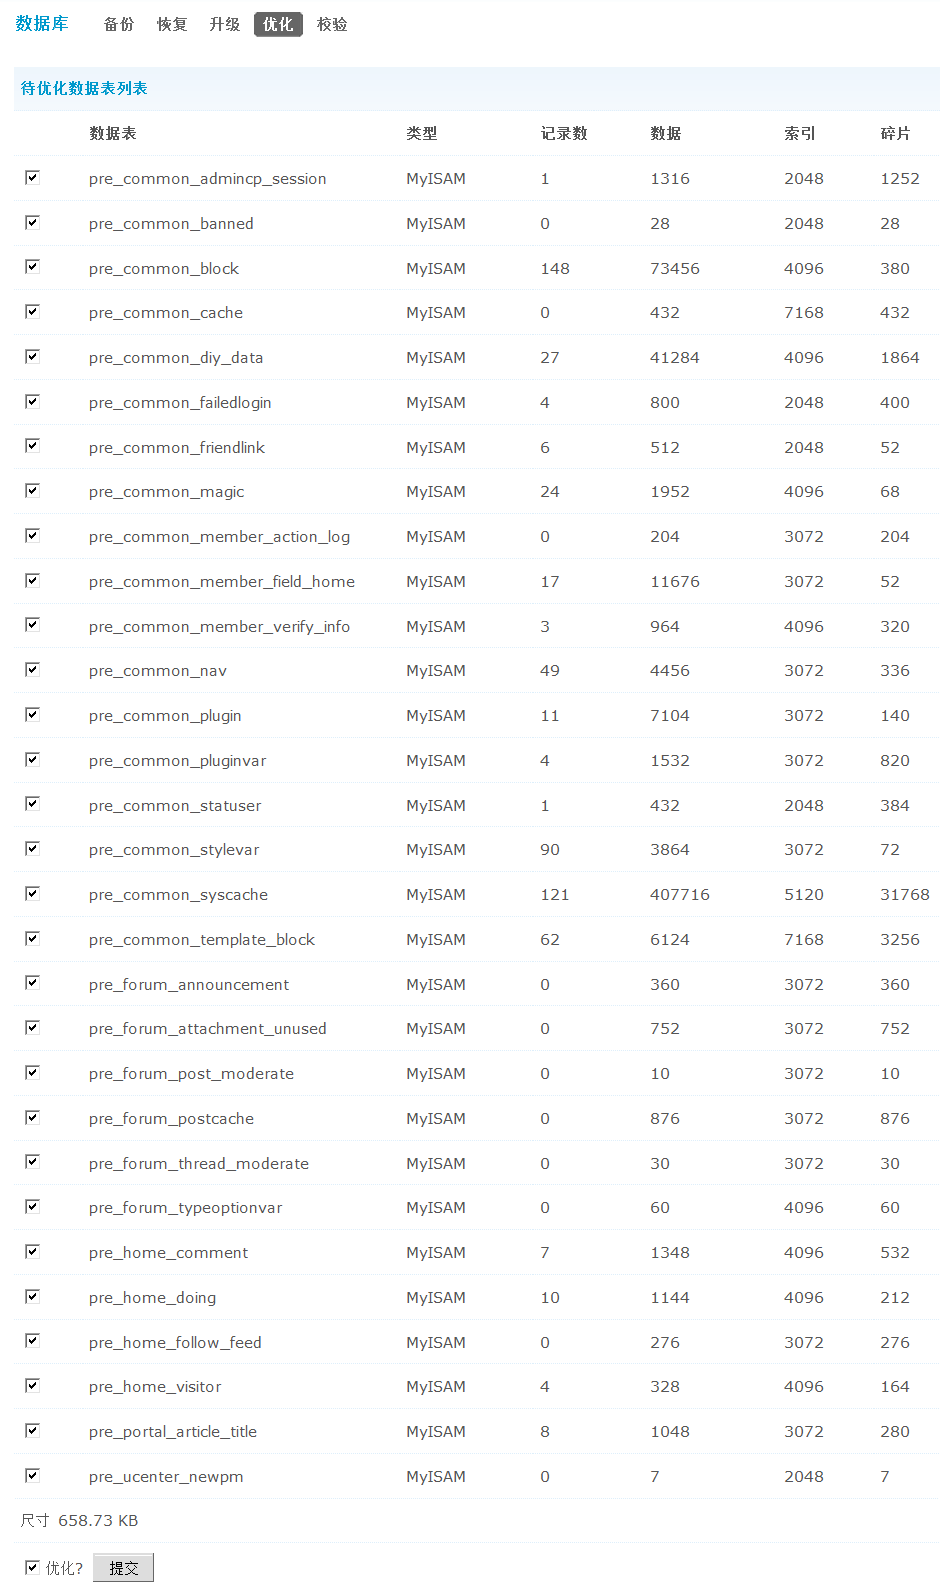 数据库 备份 恢复 升级 优化 校验
待优化数据表列表
数据表 类型 记录数 数据 索引 碎片
pre_common_admincp_session MyISAM 1 1316 2048 1252
pre_common_banned MyISAM 0 28 2048 28
pre_common_block MyISAM 148 73456 4096 380
pre_common_cache MyISAM 0 432 7168 432
pre_common_diy_data MyISAM 27 41284 4096 1864
pre_common_failedlogin MyISAM 4 800 2048 400
pre_common_friendlink MyISAM 6 512 2048 52
pre_common_magic MyISAM 24 1952 4096 68
pre_common_member_action_log MyISAM 0 204 3072 204
pre_common_member_field_home MyISAM 17 11676 3072 52
pre_common_member_verify_info MyISAM 3 964 4096 320
pre_common_nav MyISAM 49 4456 3072 336
pre_common_plugin MyISAM 11 7104 3072 140
pre_common_pluginvar MyISAM 4 1532 3072 820
pre_common_statuser MyISAM 1 432 2048 384
pre_common_stylevar MyISAM 90 3864 3072 72
pre_common_syscache MyISAM 121 407716 5120 31768
pre_common_template_block MyISAM 62 6124 7168 3256
pre_forum_announcement MyISAM 0 360 3072 360
pre_forum_attachment_unused MyISAM 0 752 3072 752
pre_forum_post_moderate MyISAM 0 10 3072 10
pre_forum_postcache MyISAM 0 876 3072 876
pre_forum_thread_moderate MyISAM 0 30 3072 30
pre_forum_typeoptionvar MyISAM 0 60 4096 60
pre_home_comment MyISAM 7 1348 4096 532
pre_home_doing MyISAM 10 1144 4096 212
pre_home_follow_feed MyISAM 0 276 3072 276
pre_home_visitor MyISAM 4 328 4096 164
pre_portal_article_title MyISAM 8 1048 3072 280
pre_ucenter_newpm MyISAM 0 7 2048 7
尺寸 658.73 KB
优化? 提交